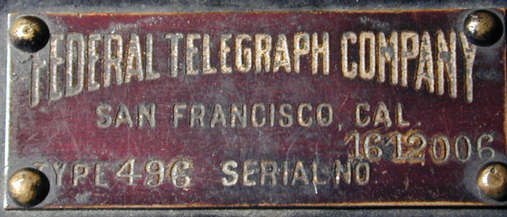 FEDERAL TELEGRAPH COMPANY
SAN FRANCISCO, CAL.
TYPE 496 SERIAL NO 1612006